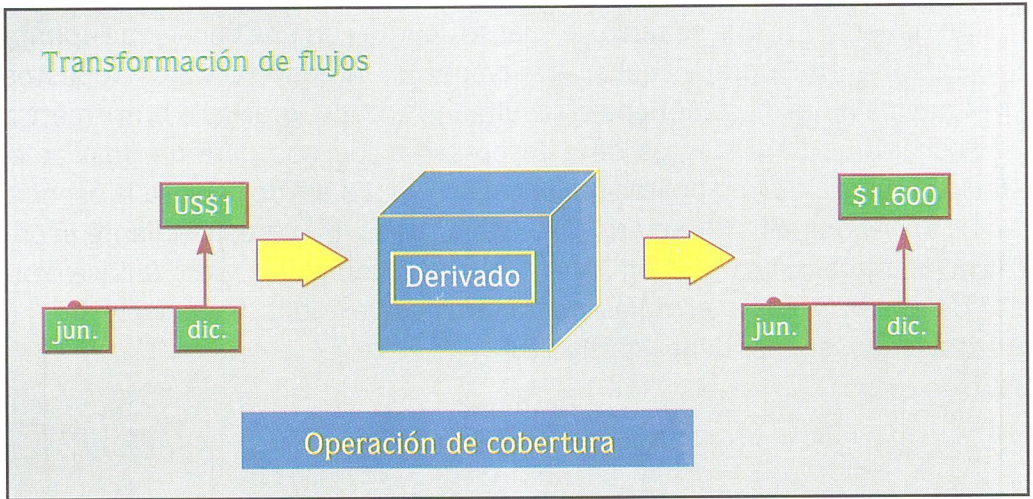 Transformación de flujos
US$1
$1.600
Derivado
jun.
dic.
jun.
dic.
Operación de cobertura